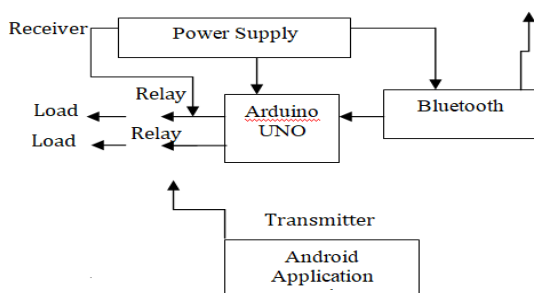 Receiver
Power Supply
Relay
Load
Arduino
UNO
Bluetooth
Load
Relay
Transmitter
Android
Application